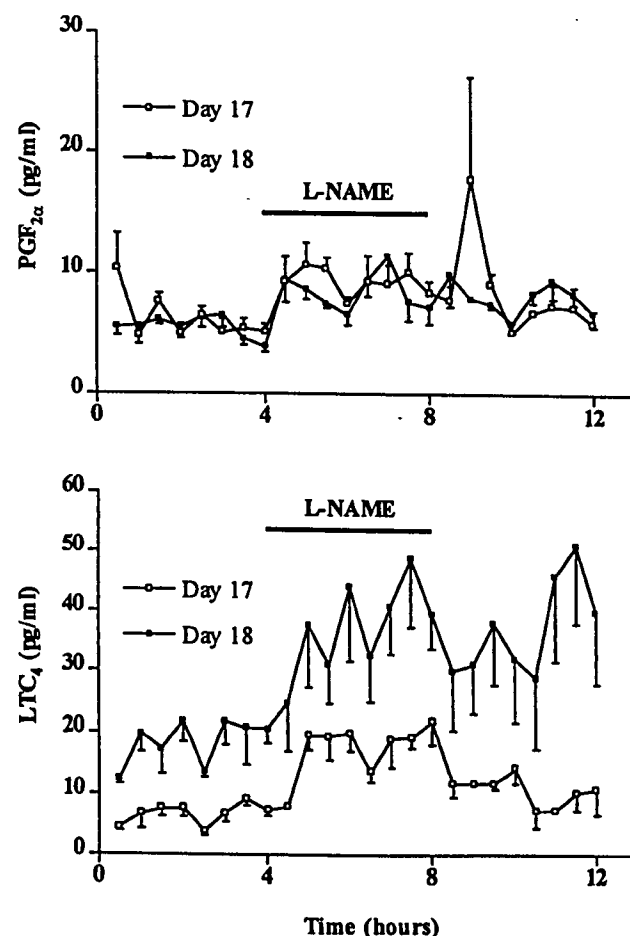 30
20
10
0
PGF2α (pg/ml)
Day 17
Day 18
L-NAME
0 4 8 12
60
50
40
30
20
10
0
LTC4 (pg/ml)
L-NAME
Day 17
Day 18
0 4 8 12
Time (hours)